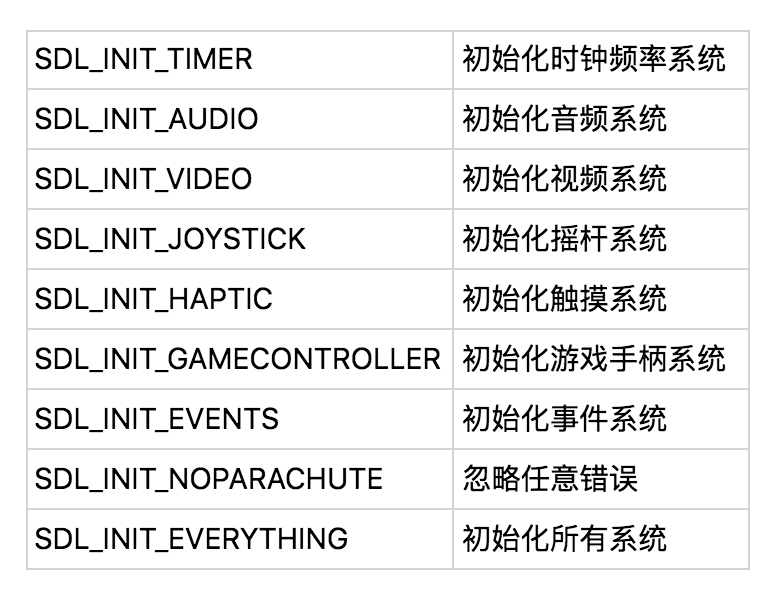 SDL_INIT_TIMER 初始化时钟频率系统
SDL_INIT_AUDIO 初始化音频系统
SDL_INIT_VIDEO 初始化视频系统
SDL_INIT_JOYSTICK 初始化摇杆系统
SDL_INIT_HAPTIC 初始化触摸系统
SDL_INIT_GAMECONTROLLER 初始化游戏手柄系统
SDL_INIT_EVENTS 初始化事件系统
SDL_INIT_NOPARACHUTE 忽略任意错误
SDL_INIT_EVERYTHING 初始化所有系统